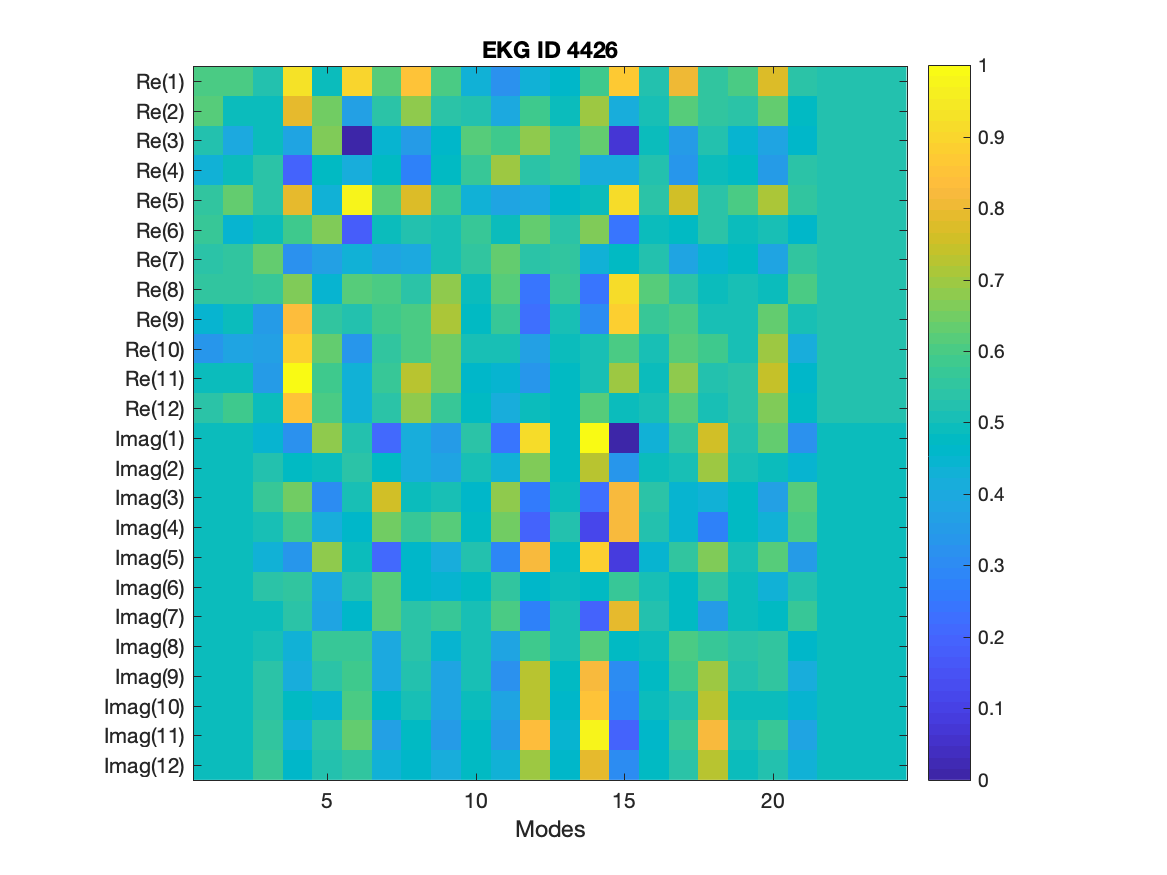 EKG ID 4426
Re(1)
Re(2)
Re(3)
Re(4)
Re(5)
Re(6)
Re(7)
Re(8)
Re(9)
Re(10)
Re(11)
Re(12)
Imag(1)
Imag(2)
Imag(3)
Imag(4)
Imag(5)
Imag(6)
Imag(7)
Imag(8)
Imag(9)
Imag(10)
Imag(11)
Imag(12)
5 10 15 20
Modes
1
0.9
0.8
0.7
0.6
0.5
0.4
0.3
0.2
0.1
0